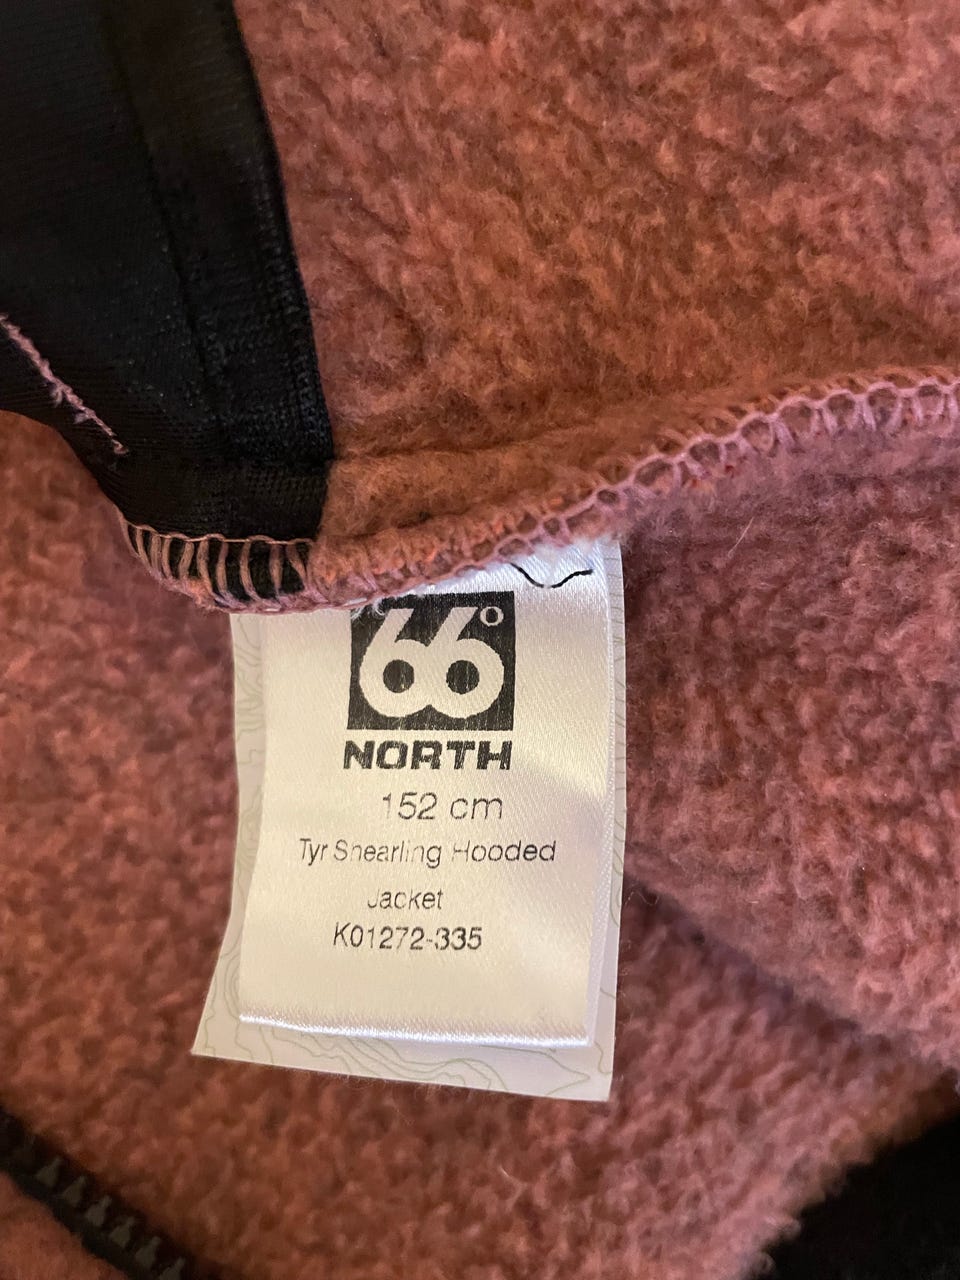 66°
NORTH
152 cm
Tyr Shearling Hooded
Jacket
K01272-335